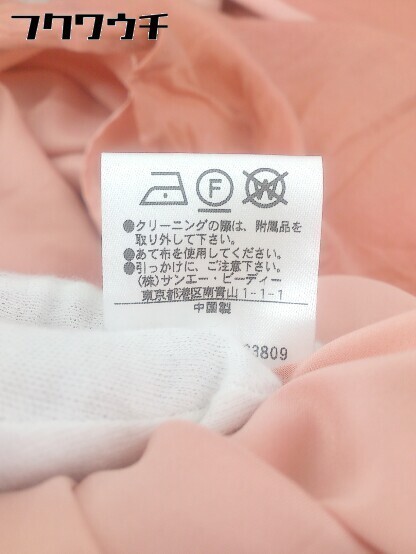 フクワウチ
F
W
●クリーニングの際は、附属品を
取り外して下さい。
●あて布を使用してください。
●引っかけに、ご注意下さい。
(株)サンエー・ビーディー
東京都港区南青山1-1-1
中国製
3809